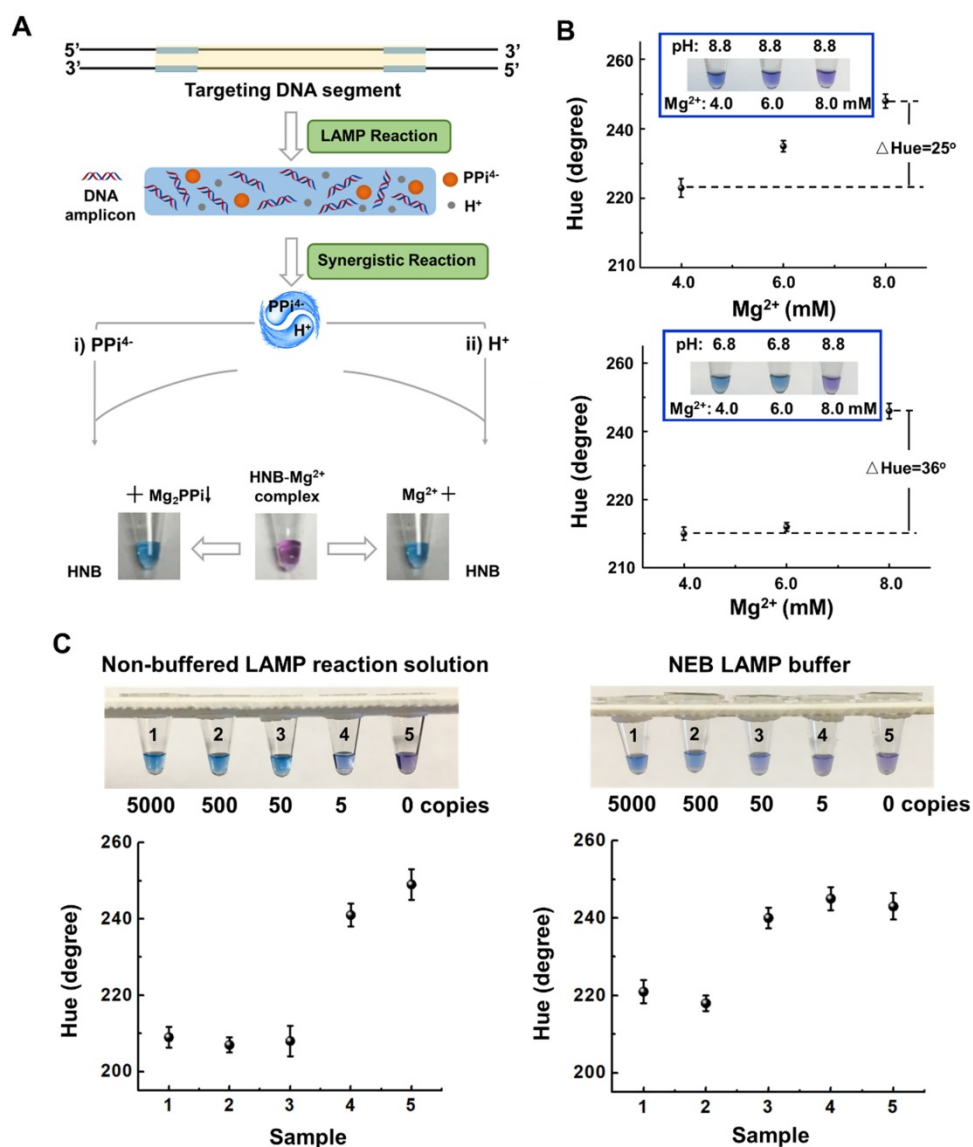 A
5’ 3’
3’ 5’
Targeting DNA segment
LAMP Reaction
DNA
amplicon
PPi⁴⁻
H⁺
Synergistic Reaction
PPi⁴⁻
H⁺
i) PPi⁴⁻
ii) H⁺
+ Mg₂PPi↓
HNB-Mg²⁺
complex
Mg²⁺ +
HNB
HNB
B
pH: 8.8 8.8 8.8
Mg²⁺: 4.0 6.0 8.0 mM
△Hue=25º
Hue (degree)
260
240
220
210
4.0 6.0 8.0
Mg²⁺ (mM)
pH: 6.8 6.8 8.8
Mg²⁺: 4.0 6.0 8.0 mM
△Hue=36º
Hue (degree)
260
240
220
210
4.0 6.0 8.0
Mg²⁺ (mM)
C
Non-buffered LAMP reaction solution
1 2 3 4 5
5000 500 50 5 0 copies
Hue (degree)
260
240
220
200
1 2 3 4 5
Sample
NEB LAMP buffer
1 2 3 4 5
5000 500 50 5 0 copies
Hue (degree)
260
240
220
200
1 2 3 4 5
Sample